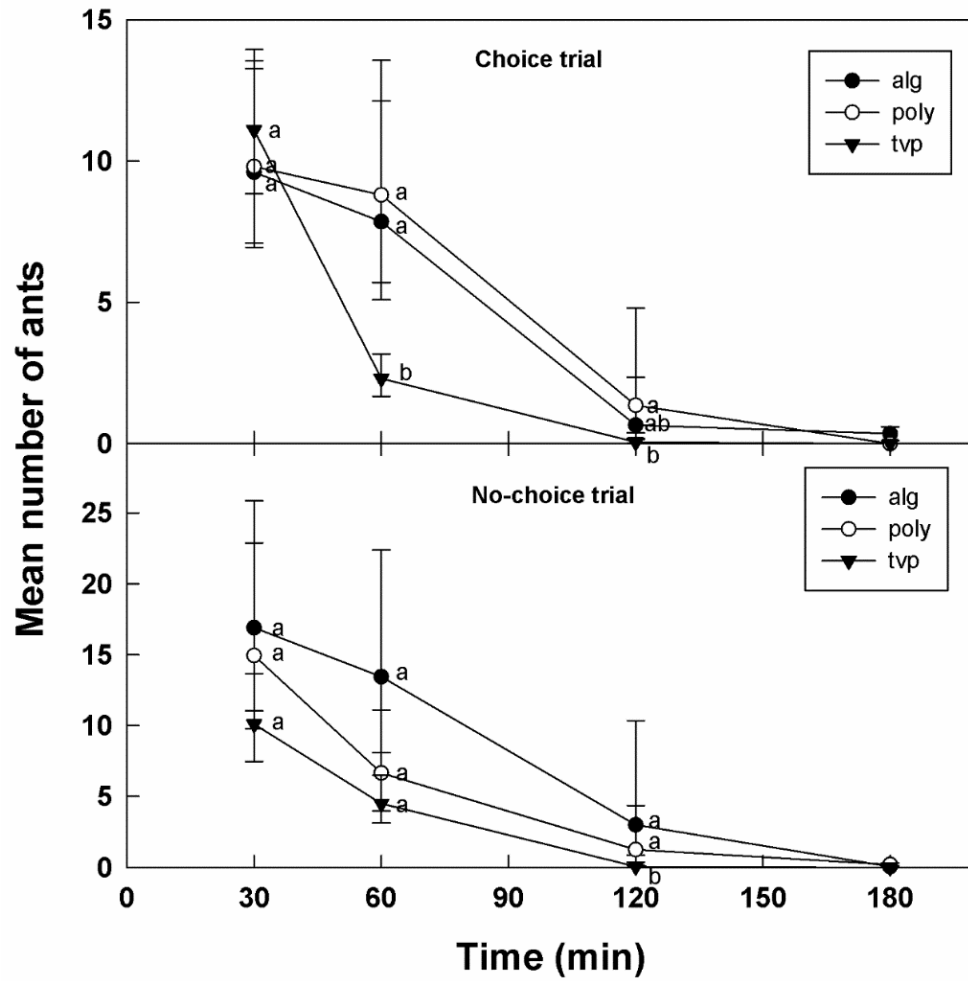 Mean number of ants
15
10
5
0
Choice trial
alg
poly
tvp
a
a
a
a
a
b
a
ab
b
25
20
15
10
5
0
No-choice trial
alg
poly
tvp
a
a
a
a
a
a
a
a
b
0 30 60 90 120 150 180
Time (min)